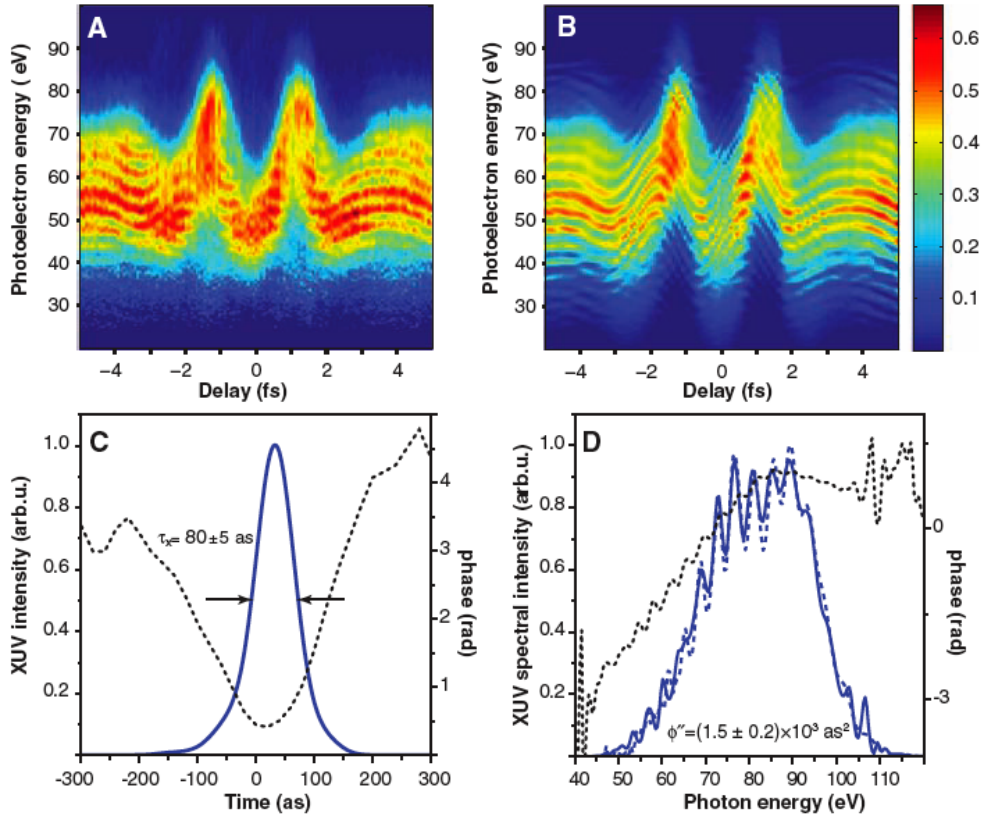 A
Photoelectron energy ( eV)
90
80
70
60
50
40
30
−4 −2 0 2 4
Delay (fs)
B
Photoelectron energy ( eV)
90
80
70
60
50
40
30
−4 −2 0 2 4
Delay (fs)
0.6
0.5
0.4
0.3
0.2
0.1
C
XUV intensity (arb.u.)
1.0
0.8
0.6
0.4
0.2
τx= 80±5 as
4
3
2
1
phase (rad)
-300 -200 -100 0 100 200 300
Time (as)
D
XUV spectral intensity (arb.u.)
1.0
0.8
0.6
0.4
0.2
ϕ″=(1.5 ± 0.2)×10³ as²
0
-3
phase (rad)
40 50 60 70 80 90 100 110
Photon energy (eV)